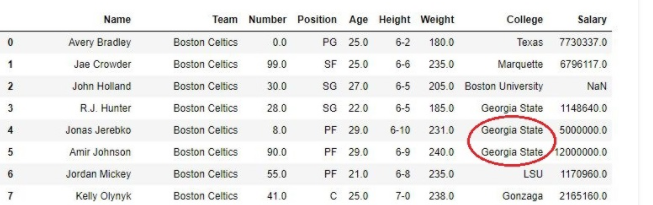 Name Team Number Position Age Height Weight College Salary
0 Avery Bradley Boston Celtics 0.0 PG 25.0 6-2 180.0 Texas 7730337.0
1 Jae Crowder Boston Celtics 99.0 SF 25.0 6-6 235.0 Marquette 6796117.0
2 John Holland Boston Celtics 30.0 SG 27.0 6-5 205.0 Boston University NaN
3 R.J. Hunter Boston Celtics 28.0 SG 22.0 6-5 185.0 Georgia State 1148640.0
4 Jonas Jerebko Boston Celtics 8.0 PF 29.0 6-10 231.0 Georgia State 5000000.0
5 Amir Johnson Boston Celtics 90.0 PF 29.0 6-9 240.0 Georgia State 12000000.0
6 Jordan Mickey Boston Celtics 55.0 PF 21.0 6-8 235.0 LSU 1170960.0
7 Kelly Olynyk Boston Celtics 41.0 C 25.0 7-0 238.0 Gonzaga 2165160.0